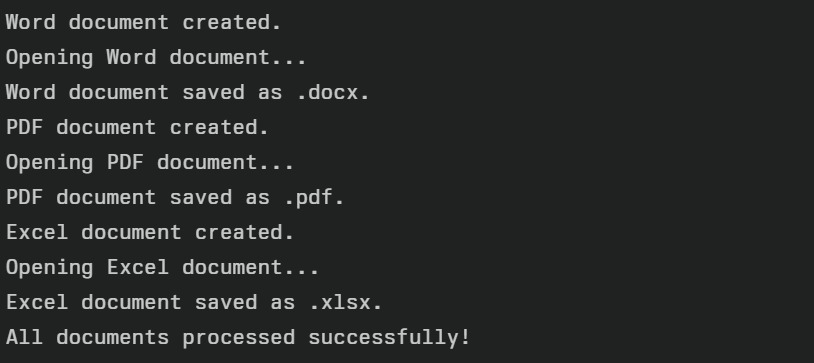 Word document created.
Opening Word document...
Word document saved as .docx.
PDF document created.
Opening PDF document...
PDF document saved as .pdf.
Excel document created.
Opening Excel document...
Excel document saved as .xlsx.
All documents processed successfully!